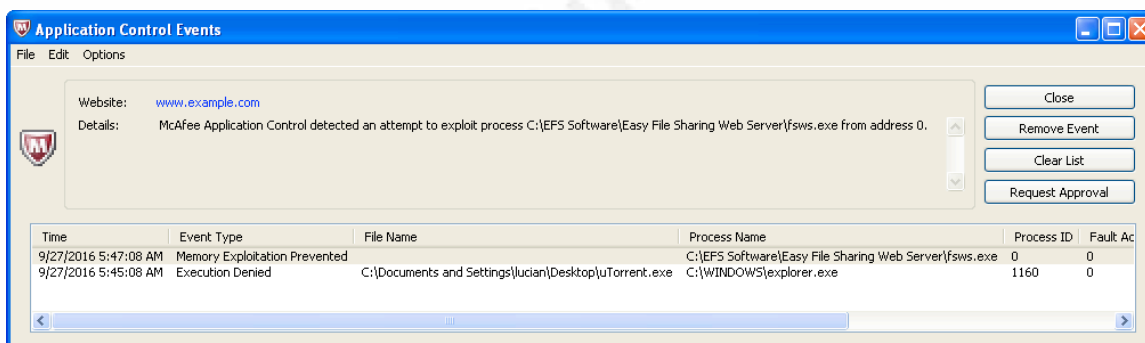 Application Control Events
File Edit Options
Website: www.example.com
Details: McAfee Application Control detected an attempt to exploit process C:\EFS Software\Easy File Sharing Web Server\fsws.exe from address 0.
Close
Remove Event
Clear List
Request Approval
Time Event Type File Name Process Name Process ID Fault Ac
9/27/2016 5:47:08 AM Memory Exploitation Prevented C:\EFS Software\Easy File Sharing Web Server\fsws.exe 0 0
9/27/2016 5:45:08 AM Execution Denied C:\Documents and Settings\lucian\Desktop\uTorrent.exe C:\WINDOWS\explorer.exe 1160 0